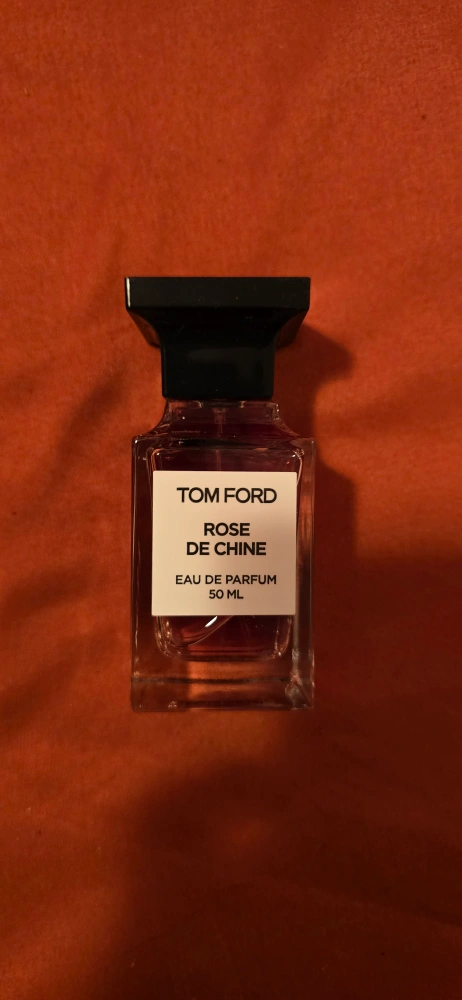 TOM FORD
ROSE
DE CHINE
EAU DE PARFUM
50 ML